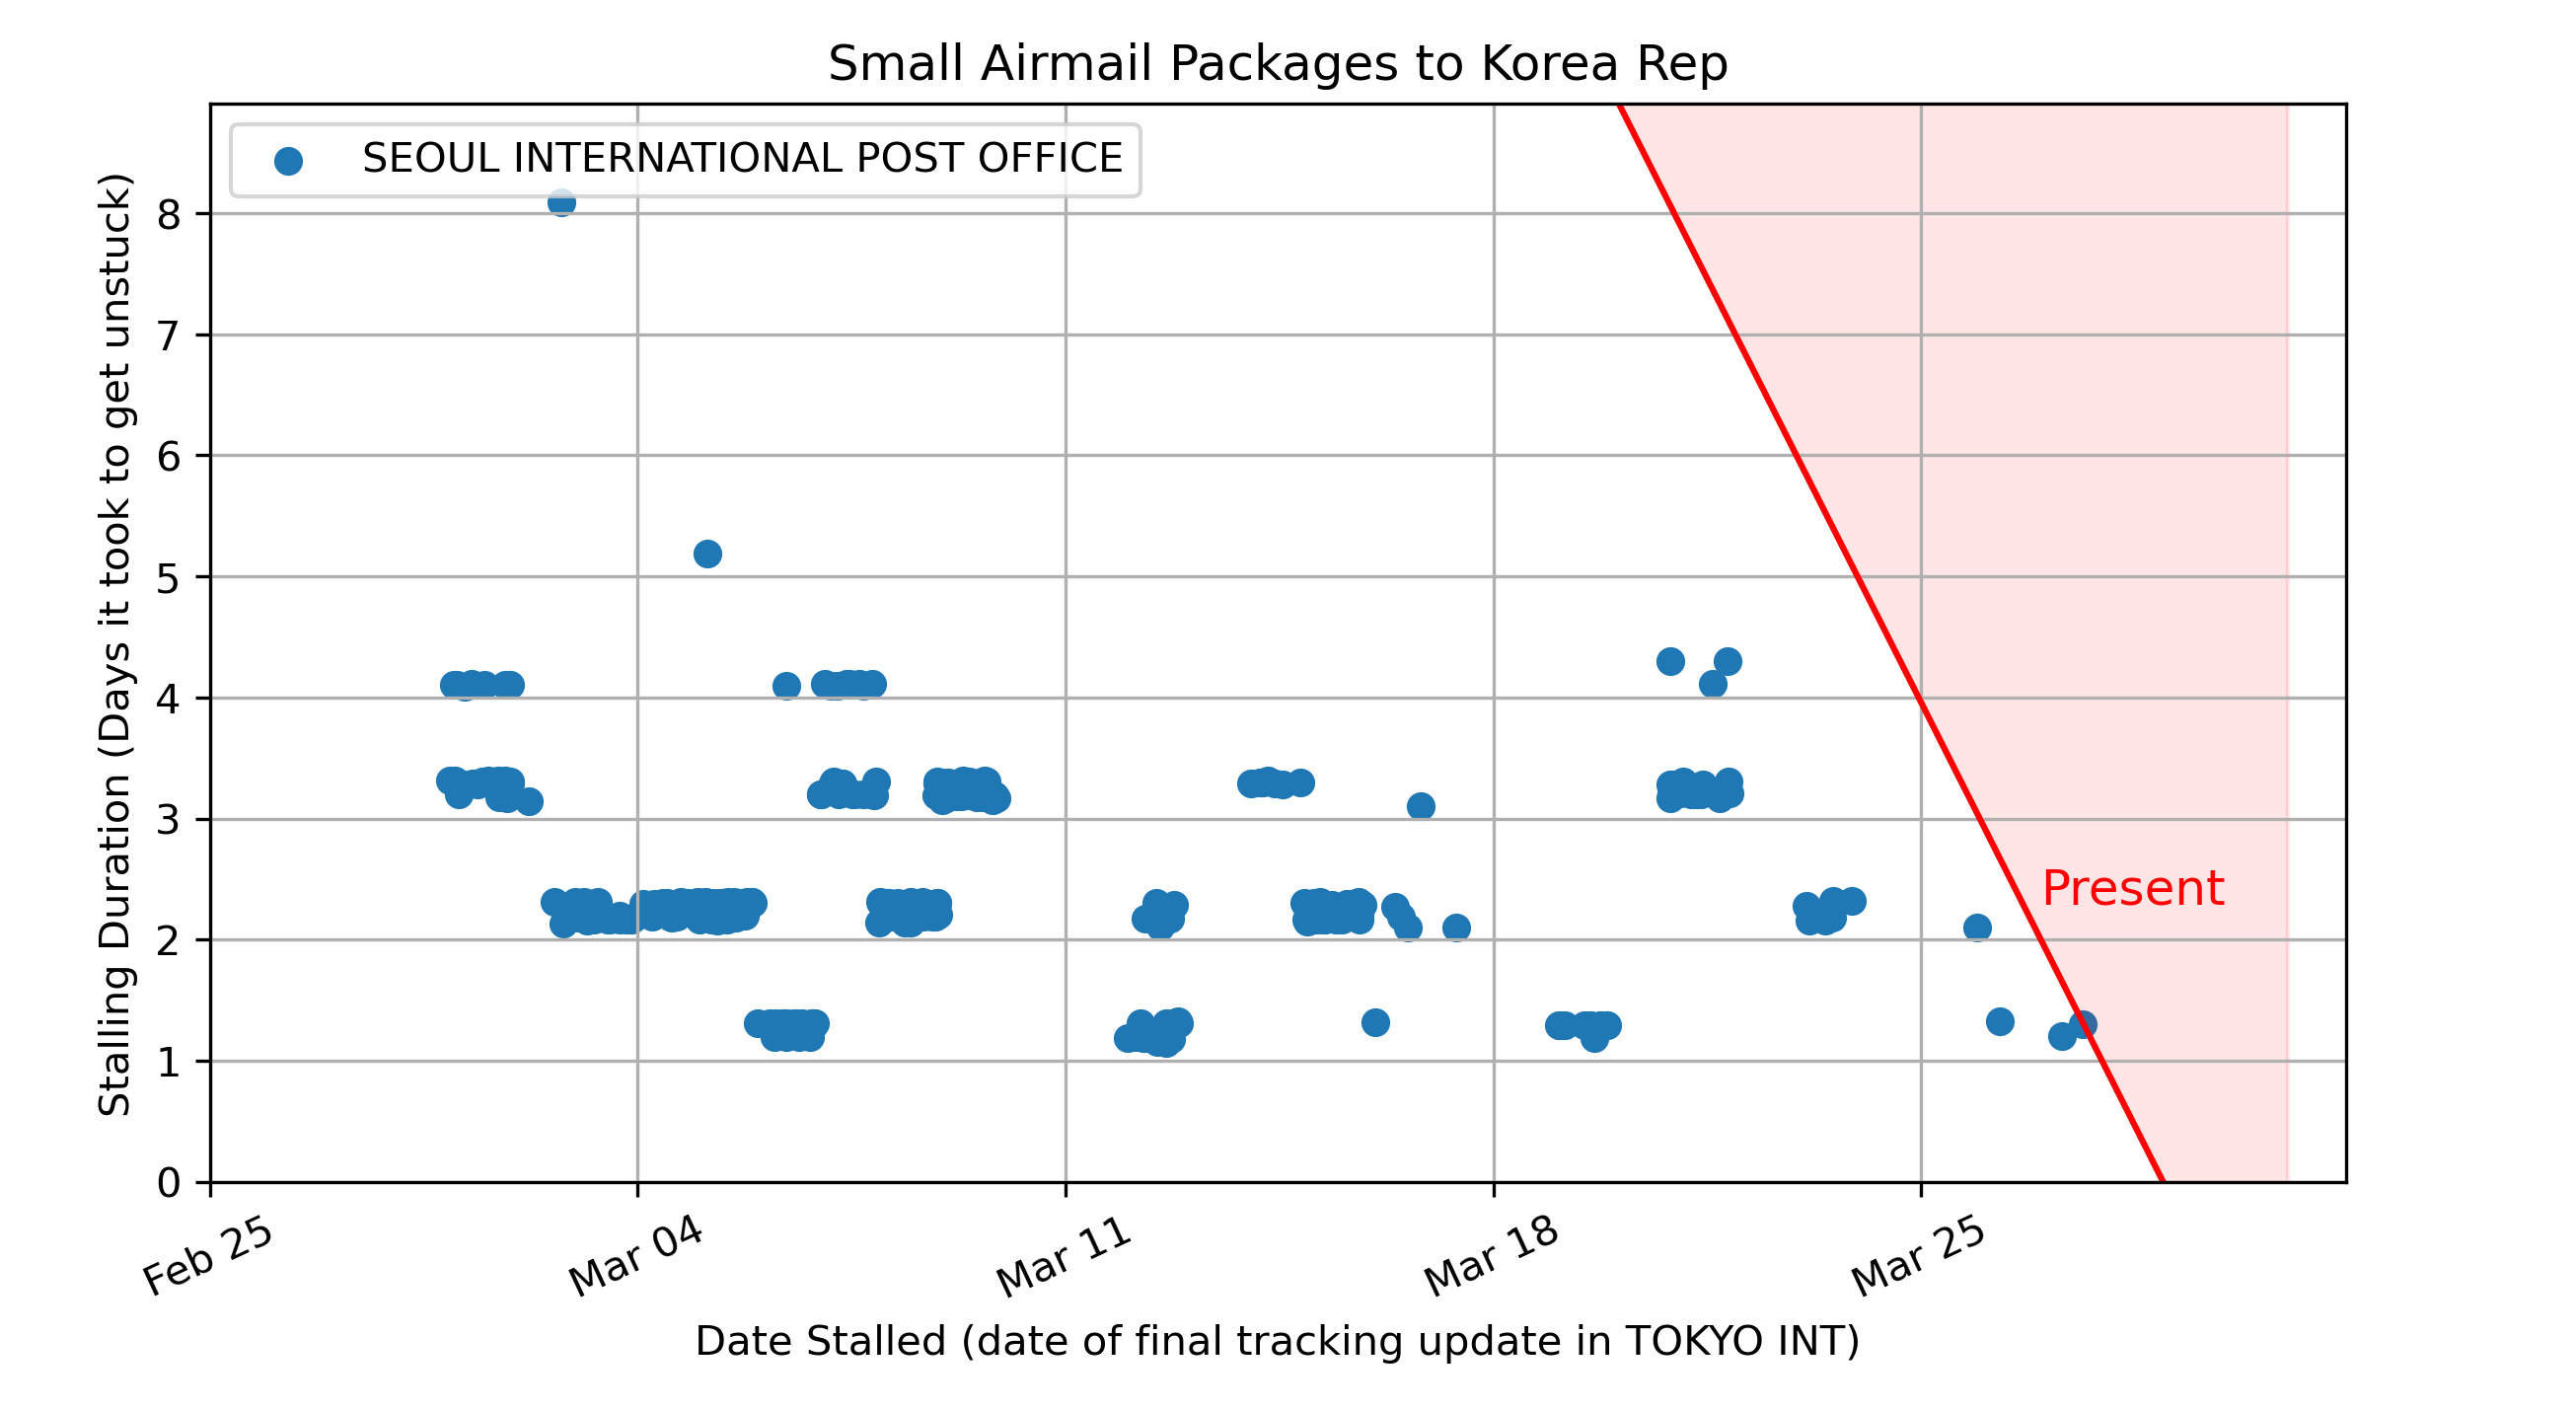 Small Airmail Packages to Korea Rep
SEOUL INTERNATIONAL POST OFFICE
Stalling Duration (Days it took to get unstuck)
8
7
6
5
4
3
2
1
0
Present
Feb 25
Mar 04
Mar 11
Mar 18
Mar 25
Date Stalled (date of final tracking update in TOKYO INT)